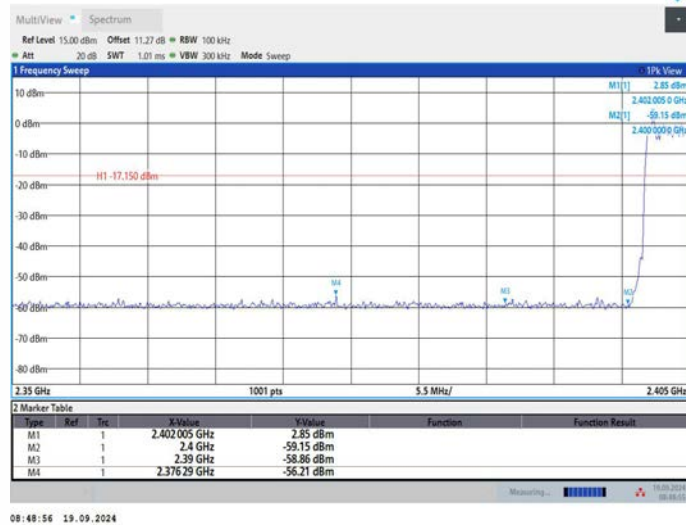 MultiView Spectrum
Ref Level 15.00 dBm Offset 11.27 dB RBW 100 kHz
Att 20 dB SWT 1.01 ms VBW 300 kHz Mode Sweep
1 Frequency Sweep 1Pk View
M1[1] 2.85 dBm
2.402 005 0 GHz
M2[1] -59.15 dBm
2.400 000 0 GHz
10 dBm
0 dBm
-10 dBm
H1 -17.150 dBm
-20 dBm
-30 dBm
-40 dBm
-50 dBm
M4
M3
M2
-60 dBm
-70 dBm
-80 dBm
2.35 GHz 1001 pts 5.5 MHz/ 2.405 GHz
2 Marker Table
Type Ref Trc X-Value Y-Value Function Function Result
M1 1 2.402 005 GHz 2.85 dBm
M2 1 2.4 GHz -59.15 dBm
M3 1 2.39 GHz -58.86 dBm
M4 1 2.376 29 GHz -56.21 dBm
Measuring... 19.09.2024
08:48:55
08:48:56 19.09.2024